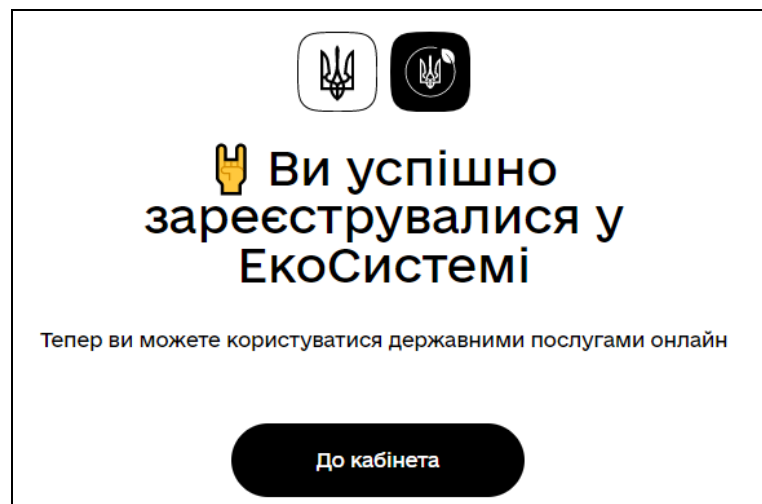 🤘 Ви успішно
зареєструвалися у
ЕкоСистемі
Тепер ви можете користуватися державними послугами онлайн
До кабінета